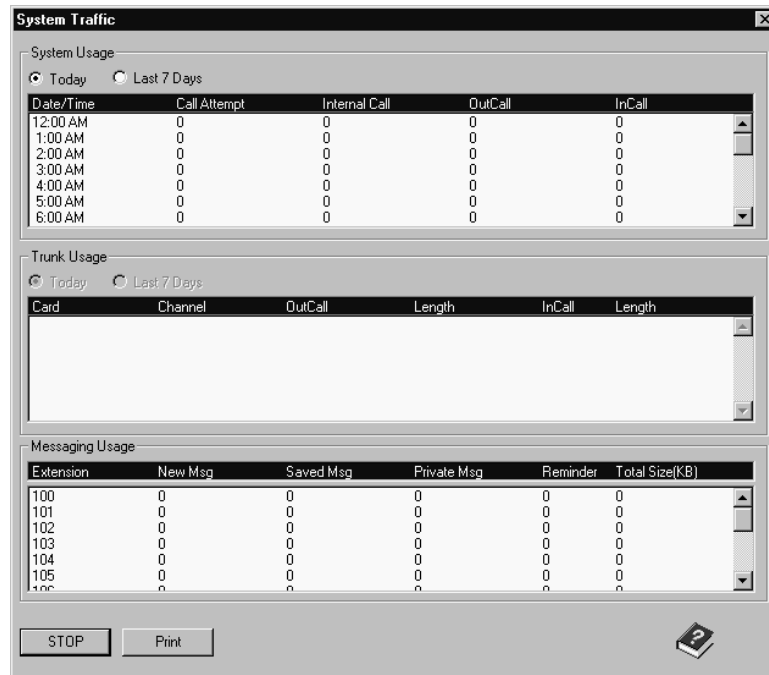 System Traffic
System Usage
Today Last 7 Days
Date/Time Call Attempt Internal Call OutCall InCall
12:00 AM 0 0 0 0
1:00 AM 0 0 0 0
2:00 AM 0 0 0 0
3:00 AM 0 0 0 0
4:00 AM 0 0 0 0
5:00 AM 0 0 0 0
6:00 AM 0 0 0 0
Trunk Usage
Today Last 7 Days
Card Channel OutCall Length InCall Length
Messaging Usage
Extension New Msg Saved Msg Private Msg Reminder Total Size(KB)
100 0 0 0 0 0
101 0 0 0 0 0
102 0 0 0 0 0
103 0 0 0 0 0
104 0 0 0 0 0
105 0 0 0 0 0
STOP Print
?